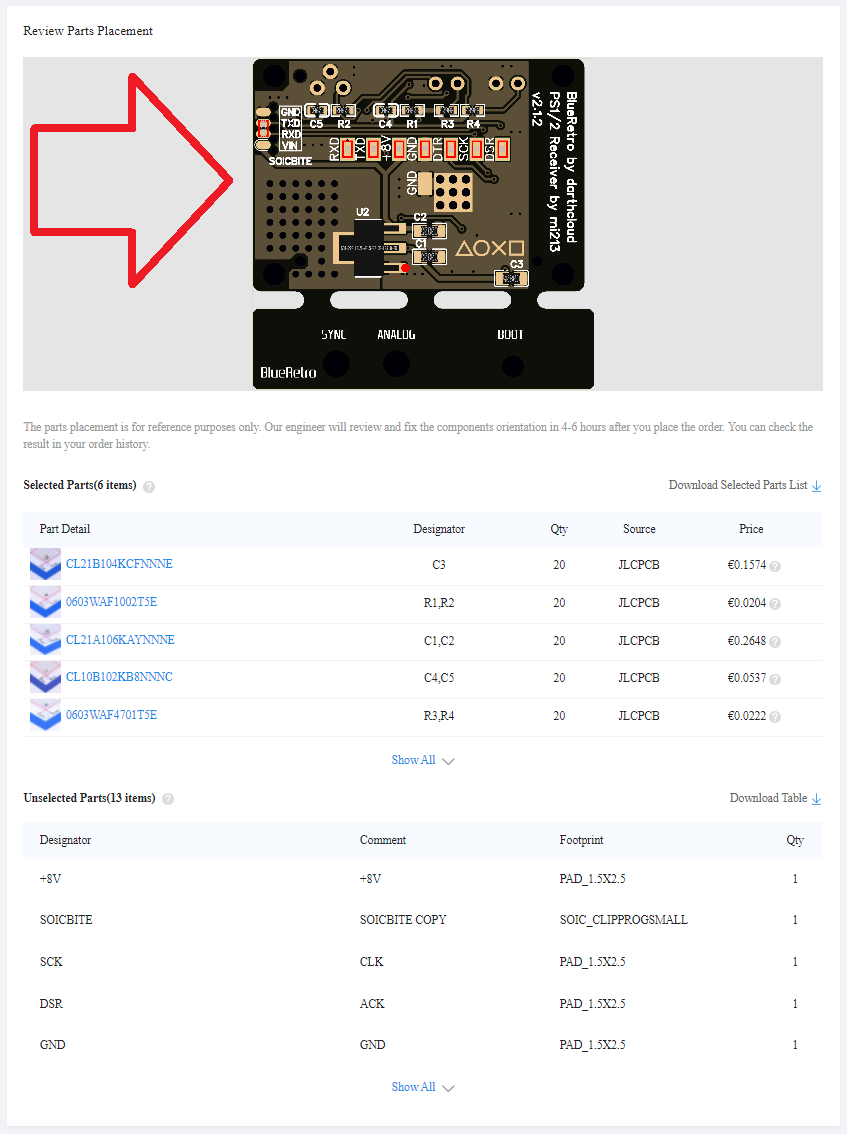 Review Parts Placement
GND
TXD
RXD
VIN
SOICBITE
C5 R2 C4 R1 R3 R4
RXD TXD +8V GND DTR SCK DSR
GND
U2
C2
C1
C3
BlueRetro by darthcloud
PS1/2 Receiver by mi213
v2.1.2
SYNC ANALOG BOOT
BlueRetro
The parts placement is for reference purposes only. Our engineer will review and fix the components orientation in 4-6 hours after you place the order. You can check the
result in your order history.
Selected Parts(6 items) ? Download Selected Parts List
Part Detail Designator Qty Source Price
CL21B104KCFNNNE C3 20 JLCPCB €0.1574 ?
0603WAF1002T5E R1,R2 20 JLCPCB €0.0204 ?
CL21A106KAYNNNE C1,C2 20 JLCPCB €0.2648 ?
CL10B102KB8NNNC C4,C5 20 JLCPCB €0.0537 ?
0603WAF4701T5E R3,R4 20 JLCPCB €0.0222 ?
Show All
Unselected Parts(13 items) ? Download Table
Designator Comment Footprint Qty
+8V +8V PAD_1.5X2.5 1
SOICBITE SOICBITE COPY SOIC_CLIPPROGSMALL 1
SCK CLK PAD_1.5X2.5 1
DSR ACK PAD_1.5X2.5 1
GND GND PAD_1.5X2.5 1
Show All